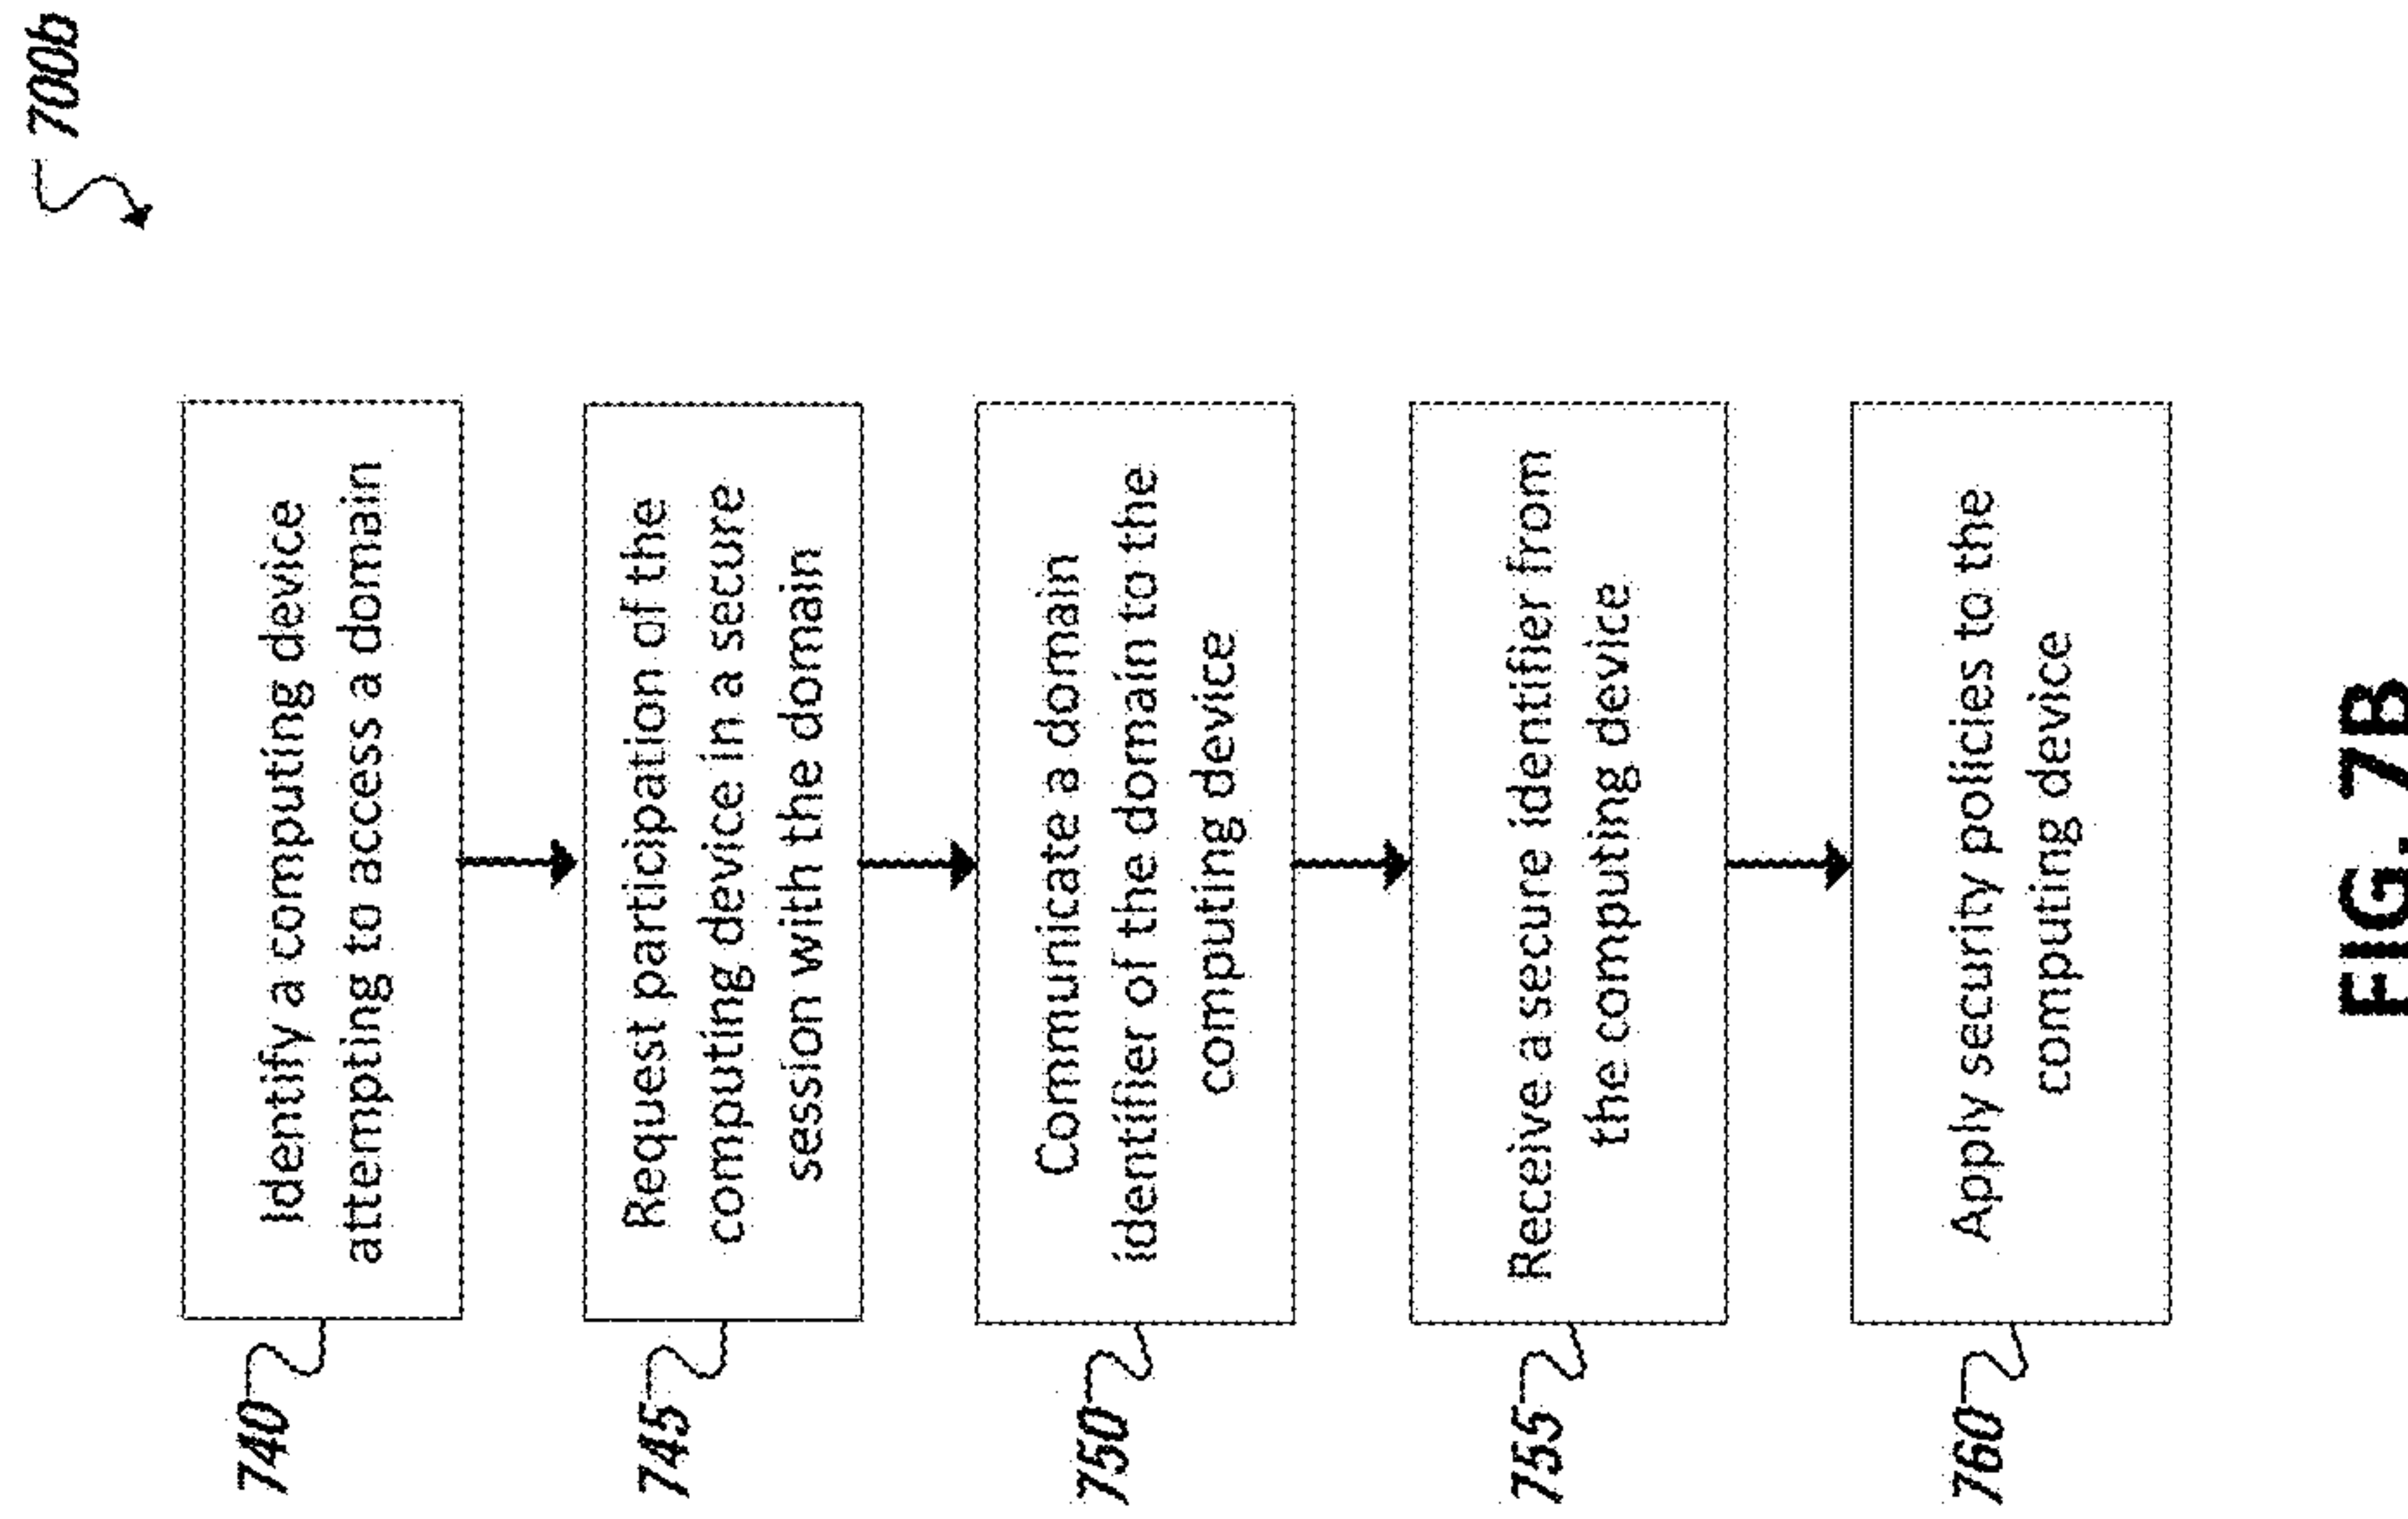 700b
740
Identify a computing device
attempting to access a domain
745
Request participation of the
computing device in a secure
session with the domain
750
Communicate a domain
identifier of the domain to the
computing device
755
Receive a secure identifier from
the computing device
760
Apply security policies to the
computing device
FIG. 7B